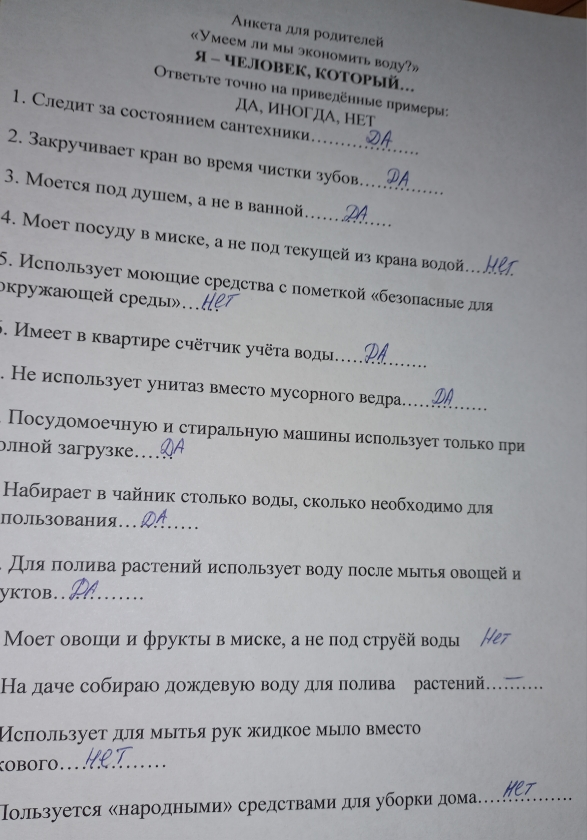 Анкета для родителей
«Умеем ли мы экономить воду?»
Я – ЧЕЛОВЕК, КОТОРЫЙ…
Ответьте точно на приведённые примеры:
ДА, ИНОГДА, НЕТ
1. Следит за состоянием сантехники……ДА……
2. Закручивает кран во время чистки зубов…ДА……
3. Моется под душем, а не в ванной……ДА……
4. Моет посуду в миске, а не под текущей из крана водой…Нет.
5. Использует моющие средства с пометкой «безопасные для
окружающей среды»…Нет
6. Имеет в квартире счётчик учёта воды……ДА……
. Не использует унитаз вместо мусорного ведра…ДА……
. Посудомоечную и стиральную машины использует только при
олной загрузке……ДА
Набирает в чайник столько воды, сколько необходимо для
пользования…ДА……
. Для полива растений использует воду после мытья овощей и
уктов…ДА………
Моет овощи и фрукты в миске, а не под струёй воды Нет
На даче собираю дождевую воду для полива растений…–……
Использует для мытья рук жидкое мыло вместо
кового…НЕТ……
Пользуется «народными» средствами для уборки дома…НЕТ……